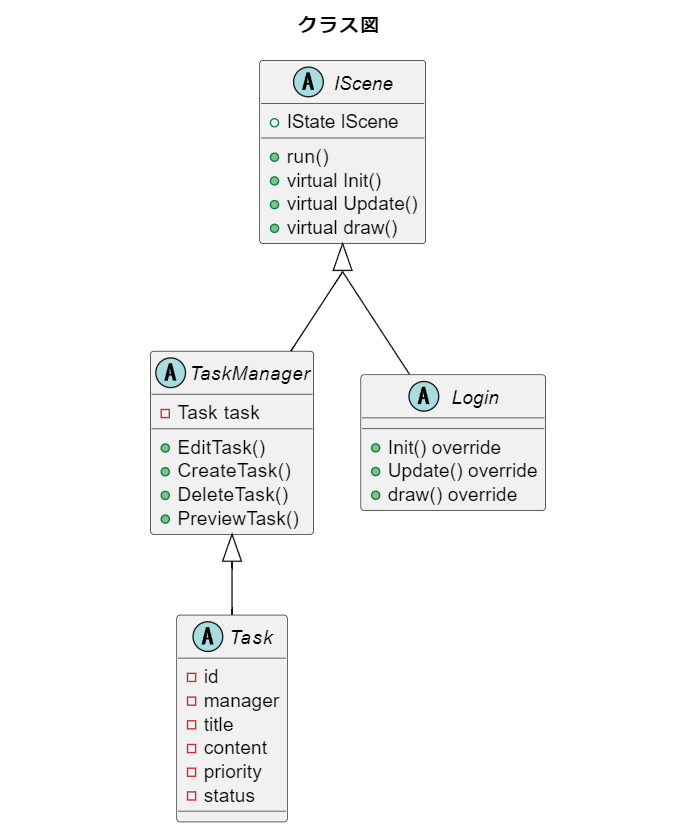 クラス図
A IScene
IState IScene
run()
virtual Init()
virtual Update()
virtual draw()
A TaskManager
Task task
EditTask()
CreateTask()
DeleteTask()
PreviewTask()
A Login
Init() override
Update() override
draw() override
A Task
id
manager
title
content
priority
status